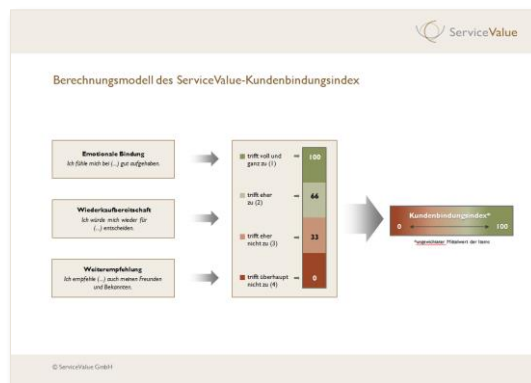 ServiceValue
Berechnungsmodell des ServiceValue-Kundenbindungsindex
Emotionale Bindung
Ich fühle mich bei (...) gut aufgehoben.
Wiederkaufbereitschaft
Ich würde mich wieder für
(...) entscheiden.
Weiterempfehlung
Ich empfehle (...) auch meinen Freunden
und Bekannten.
trifft voll und
ganz zu (1)
100
trifft eher
zu (2)
66
trifft eher
nicht zu (3)
33
trifft überhaupt
nicht zu (4)
0
Kundenbindungsindex*
0 100
*ungewichteter Mittelwert der Items
© ServiceValue GmbH